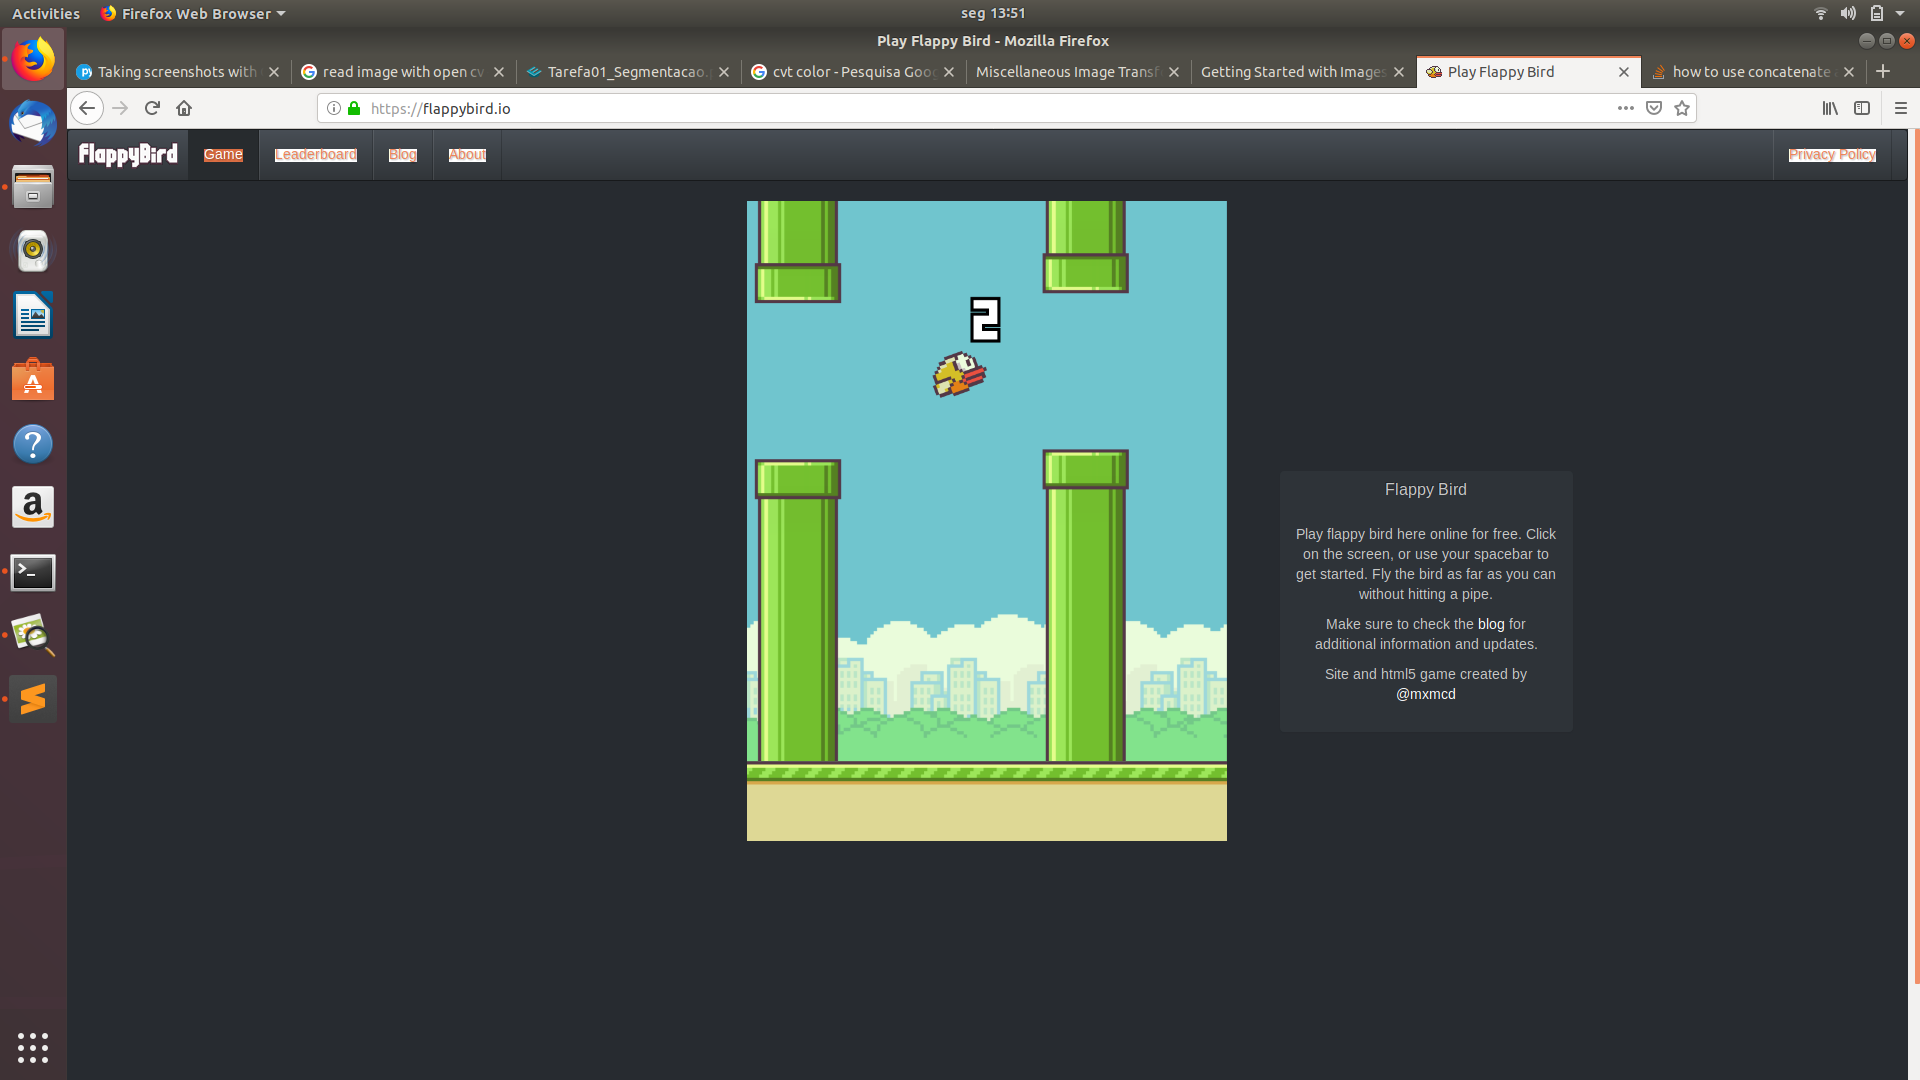 Activities
Firefox Web Browser
seg 13:51
Play Flappy Bird - Mozilla Firefox
Taking screenshots with
read image with open cv
Tarefa01_Segmentacao.
cvt color - Pesquisa Goog
Miscellaneous Image Transf
Getting Started with Images
Play Flappy Bird
how to use concatenate
https://flappybird.io
FlappyBird
Game
Leaderboard
Blog
About
Privacy Policy
2
Flappy Bird
Play flappy bird here online for free. Click
on the screen, or use your spacebar to
get started. Fly the bird as far as you can
without hitting a pipe.
Make sure to check the blog for
additional information and updates.
Site and html5 game created by
@mxmcd